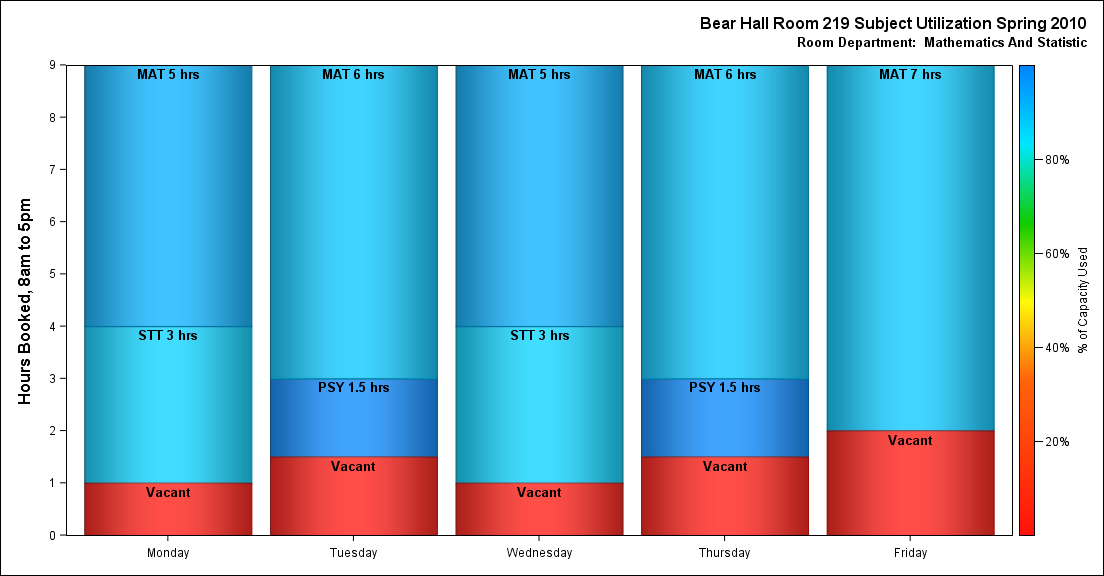 Bear Hall Room 219 Subject Utilization Spring 2010
Room Department:  Mathematics And Statistic
Hours Booked, 8am to 5pm
9
8
7
6
5
4
3
2
1
0
MAT 5 hrs
STT 3 hrs
Vacant
MAT 6 hrs
PSY 1.5 hrs
Vacant
MAT 5 hrs
STT 3 hrs
Vacant
MAT 6 hrs
PSY 1.5 hrs
Vacant
MAT 7 hrs
Vacant
Monday
Tuesday
Wednesday
Thursday
Friday
80%
60%
40%
20%
% of Capacity Used